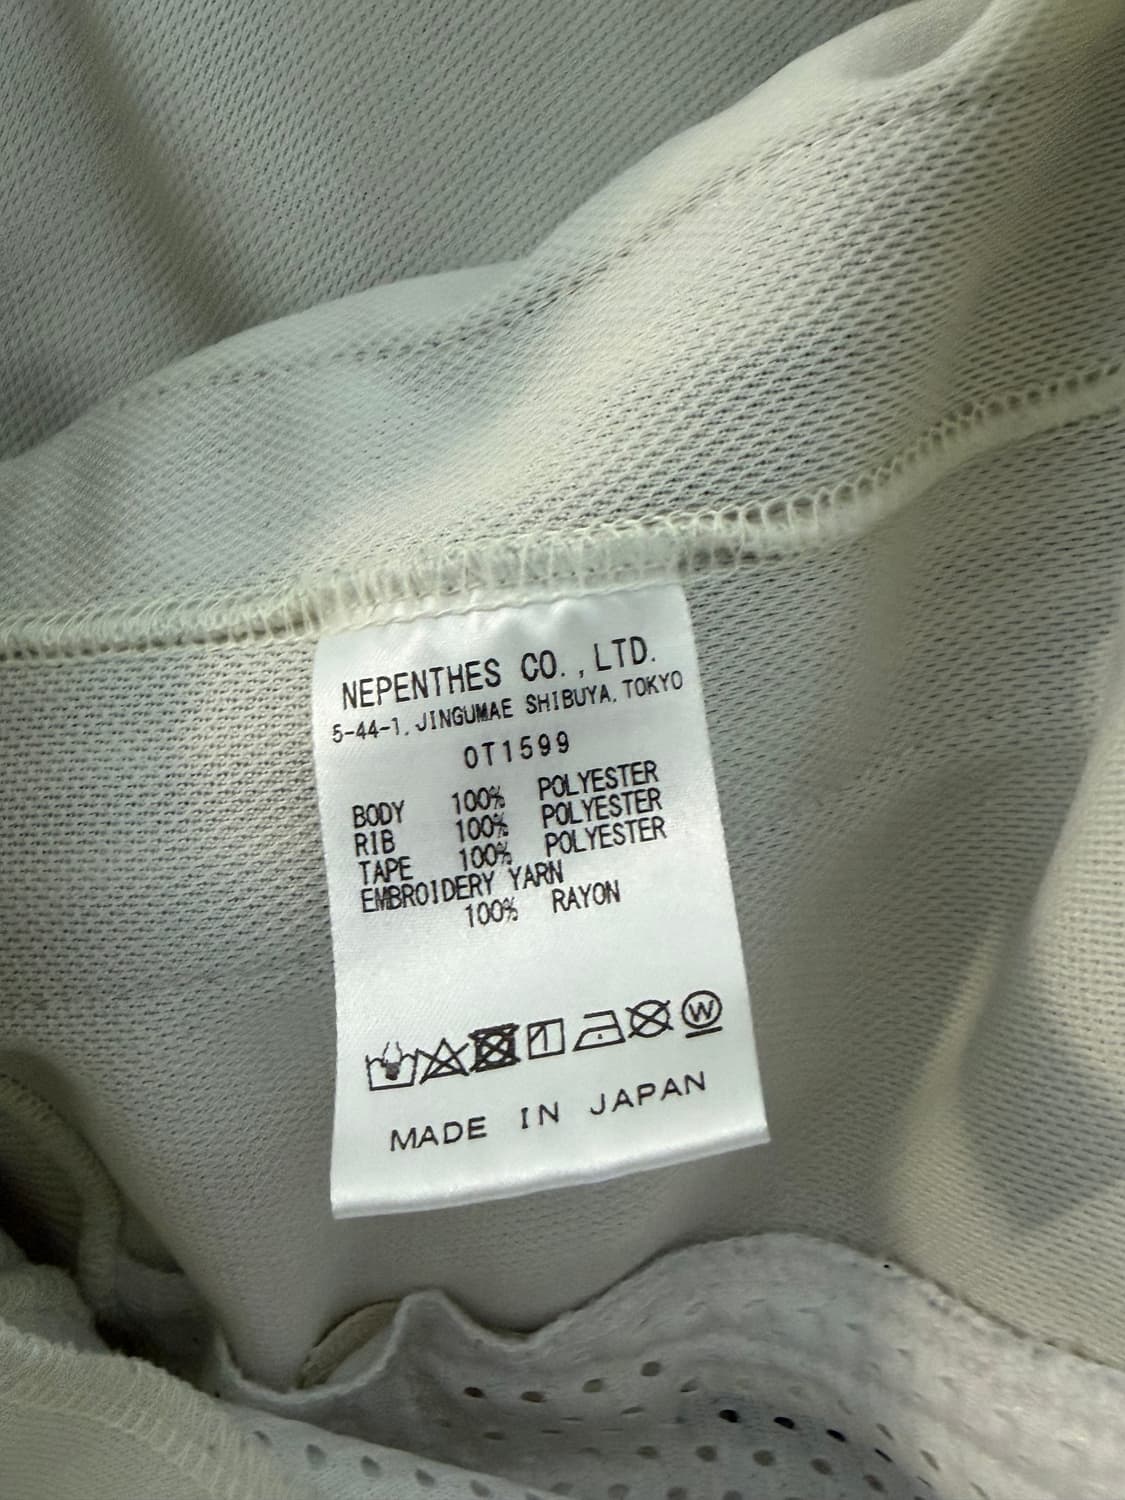 NEPENTHES CO.,LTD.
5-44-1, JINGUMAE SHIBUYA, TOKYO
OT1599
BODY 100% POLYESTER
RIB 100% POLYESTER
TAPE 100% POLYESTER
EMBROIDERY YARN
100% RAYON
W
MADE IN JAPAN